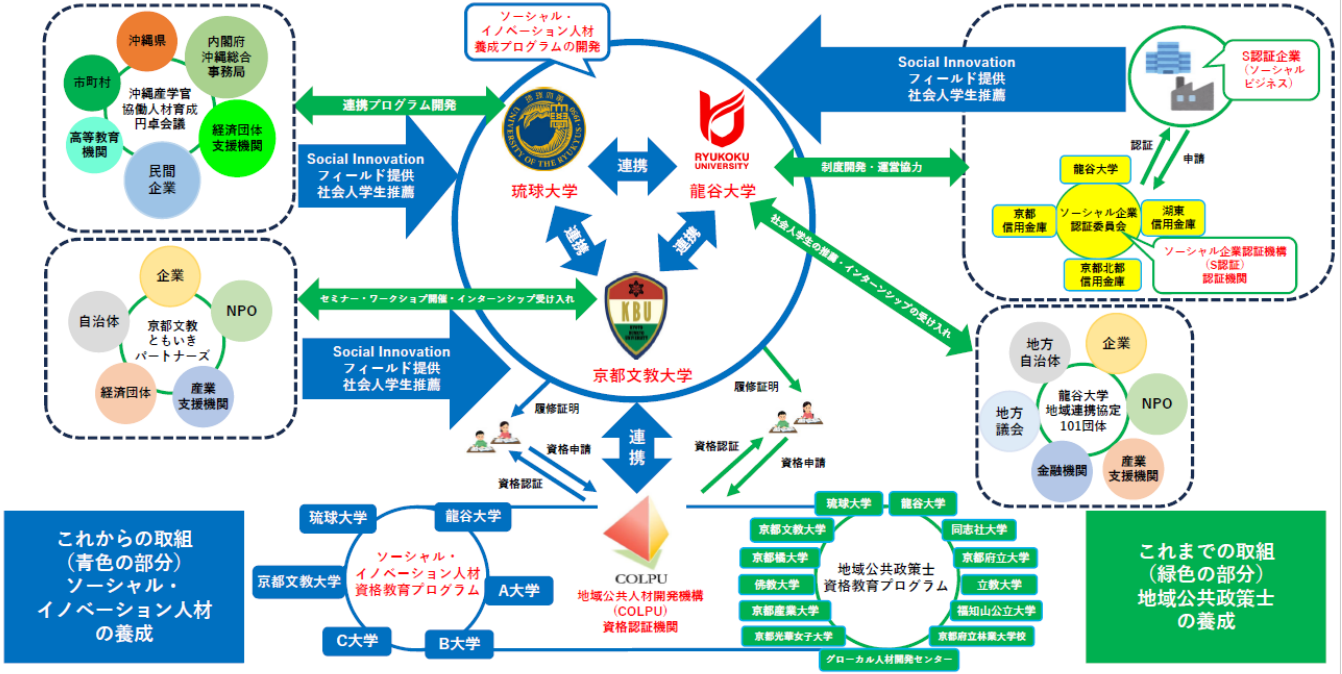 沖縄県
内閣府
沖縄総合
事務局
市町村
沖縄産学官
協働人材育成
円卓会議
高等教育
機関
経済団体
支援機関
民間
企業
ソーシャル・
イノベーション人材
養成プログラムの開発
連携プログラム開発
Social Innovation
フィールド提供
社会人学生推薦
UNIVERSITY OF THE RYUKYUS
琉球大学
連携
RYUKOKU
UNIVERSITY
龍谷大学
連携
連携
KBU
京都文教大学
Social Innovation
フィールド提供
社会人学生推薦
S認証企業
(ソーシャル
ビジネス)
認証
申請
制度開発・運営協力
龍谷大学
京都
信用金庫
ソーシャル企業
認証委員会
湖東
信用金庫
京都北都
信用金庫
ソーシャル企業認証機構
(S認証)
認証機関
社会人学生の推薦・インターンシップの受け入れ
企業
自治体
NPO
京都文教
ともいき
パートナーズ
経済団体
産業
支援機関
セミナー・ワークショプ開催・インターンシップ受け入れ
Social Innovation
フィールド提供
社会人学生推薦
履修証明
資格申請
資格認証
連
携
履修証明
資格認証
資格申請
地方
自治体
企業
龍谷大学
地域連携協定
101団体
NPO
地方
議会
金融機関
産業
支援機関
これからの取組
(青色の部分)
ソーシャル・
イノベーション人材
の養成
琉球大学
龍谷大学
京都文教大学
ソーシャル・
イノベーション人材
資格教育プログラム
A大学
C大学
B大学
COLPU
地域公共人材開発機構
(COLPU)
資格認証機関
琉球大学
龍谷大学
京都文教大学
同志社大学
京都橘大学
京都府立大学
地域公共政策士
資格教育プログラム
佛教大学
立教大学
京都産業大学
福知山公立大学
京都光華女子大学
京都府立林業大学校
グローカル人材開発センター
これまでの取組
(緑色の部分)
地域公共政策士
の養成